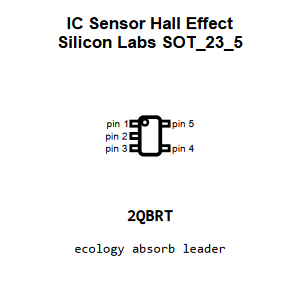 IC Sensor Hall Effect
Silicon Labs SOT_23_5
pin 1 pin 5
pin 2
pin 3 pin 4
2QBRT
ecology absorb leader